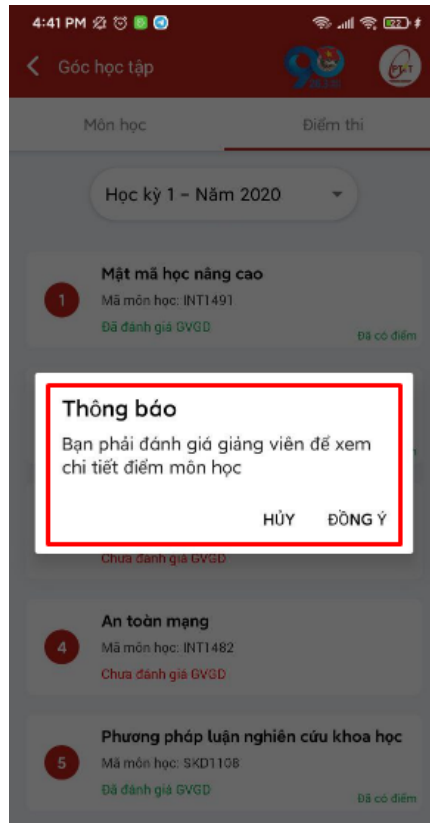 4:41 PM
22
Góc học tập
PTIT
Môn học Điểm thi
Học kỳ 1 – Năm 2020
Mật mã học nâng cao
1 Mã môn học: INT1491
Đã đánh giá GVGD
Đã có điểm
Thông báo
Bạn phải đánh giá giảng viên để xem
chi tiết điểm môn học
HỦY ĐỒNG Ý
Chưa đánh giá GVGD
An toàn mạng
4 Mã môn học: INT1482
Chưa đánh giá GVGD
Phương pháp luận nghiên cứu khoa học
5 Mã môn học: SKD1108
Đã đánh giá GVGD
Đã có điểm